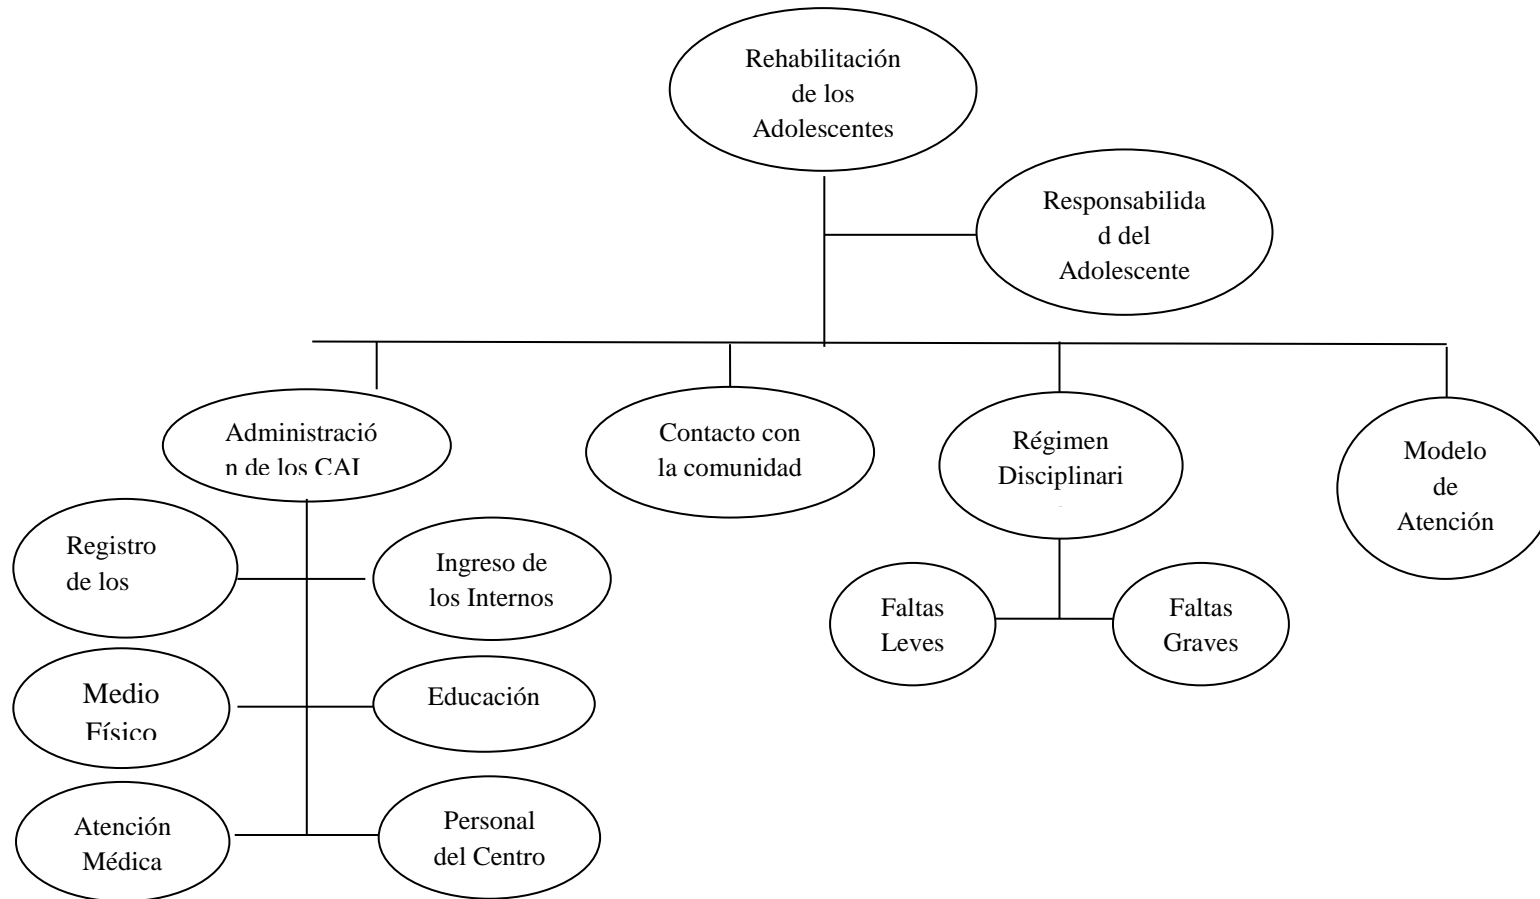 Rehabilitación
de los
Adolescentes
Responsabilida
d del
Adolescente
Administració
n de los CAI
Contacto con
la comunidad
Régimen
Disciplinari
Modelo
de
Atención
Registro
de los
Ingreso de
los Internos
Faltas
Leves
Faltas
Graves
Medio
Físico
Educación
Atención
Médica
Personal
del Centro